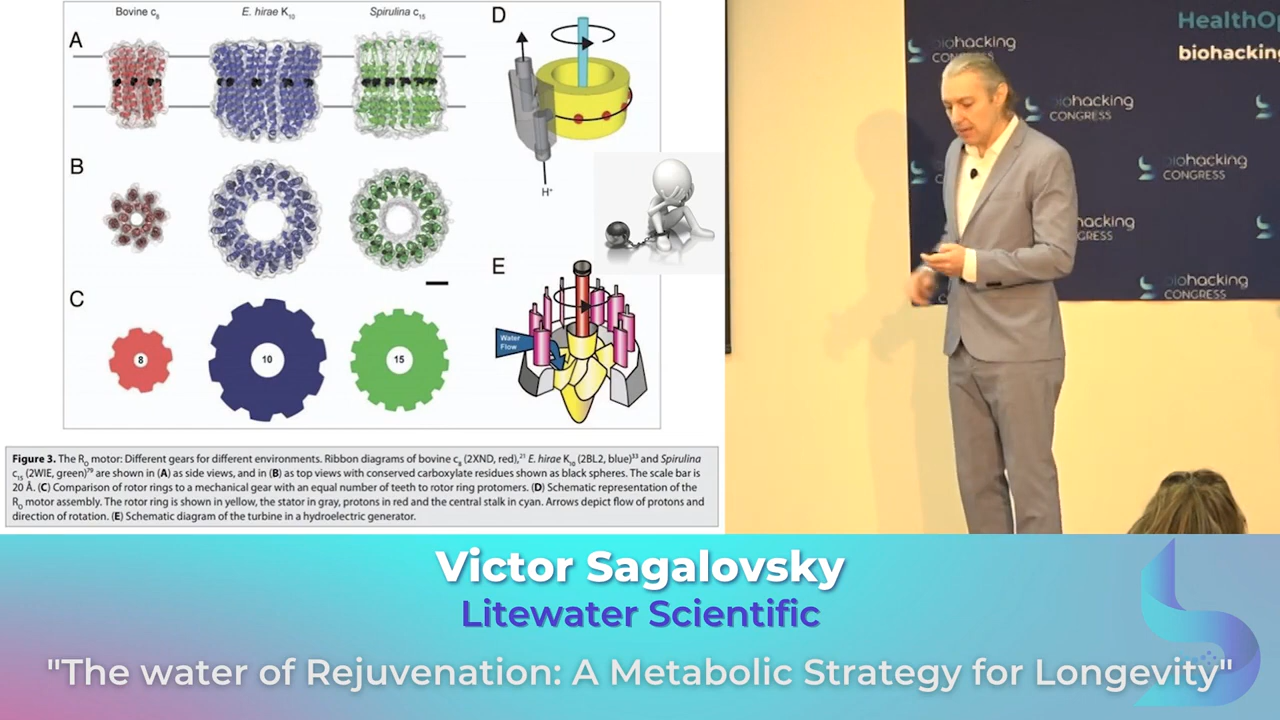 Bovine c8
E. hirae K10
Spirulina c15
A
B
C
8
10
15
D
H+
E
Water
Flow
Figure 3. The RO motor: Different gears for different environments. Ribbon diagrams of bovine c8 (2XND, red),21 E. hirae K10 (2BL2, blue)33 and Spirulina
c15 (2WIE, green)79 are shown in (A) as side views, and in (B) as top views with conserved carboxylate residues shown as black spheres. The scale bar is
20 Å. (C) Comparison of rotor rings to a mechanical gear with an equal number of teeth to rotor ring protomers. (D) Schematic representation of the
RO motor assembly. The rotor ring is shown in yellow, the stator in gray, protons in red and the central stalk in cyan. Arrows depict flow of protons and
direction of rotation. (E) Schematic diagram of the turbine in a hydroelectric generator.
HealthOp
biohacking
biohacking
CONGRESS
biohacking
CONGRESS
biohacking
CONGRESS
hacking
GRESS
biohacking
CONGRESS
Victor Sagalovsky
Litewater Scientific
"The water of Rejuvenation: A Metabolic Strategy for Longevity"